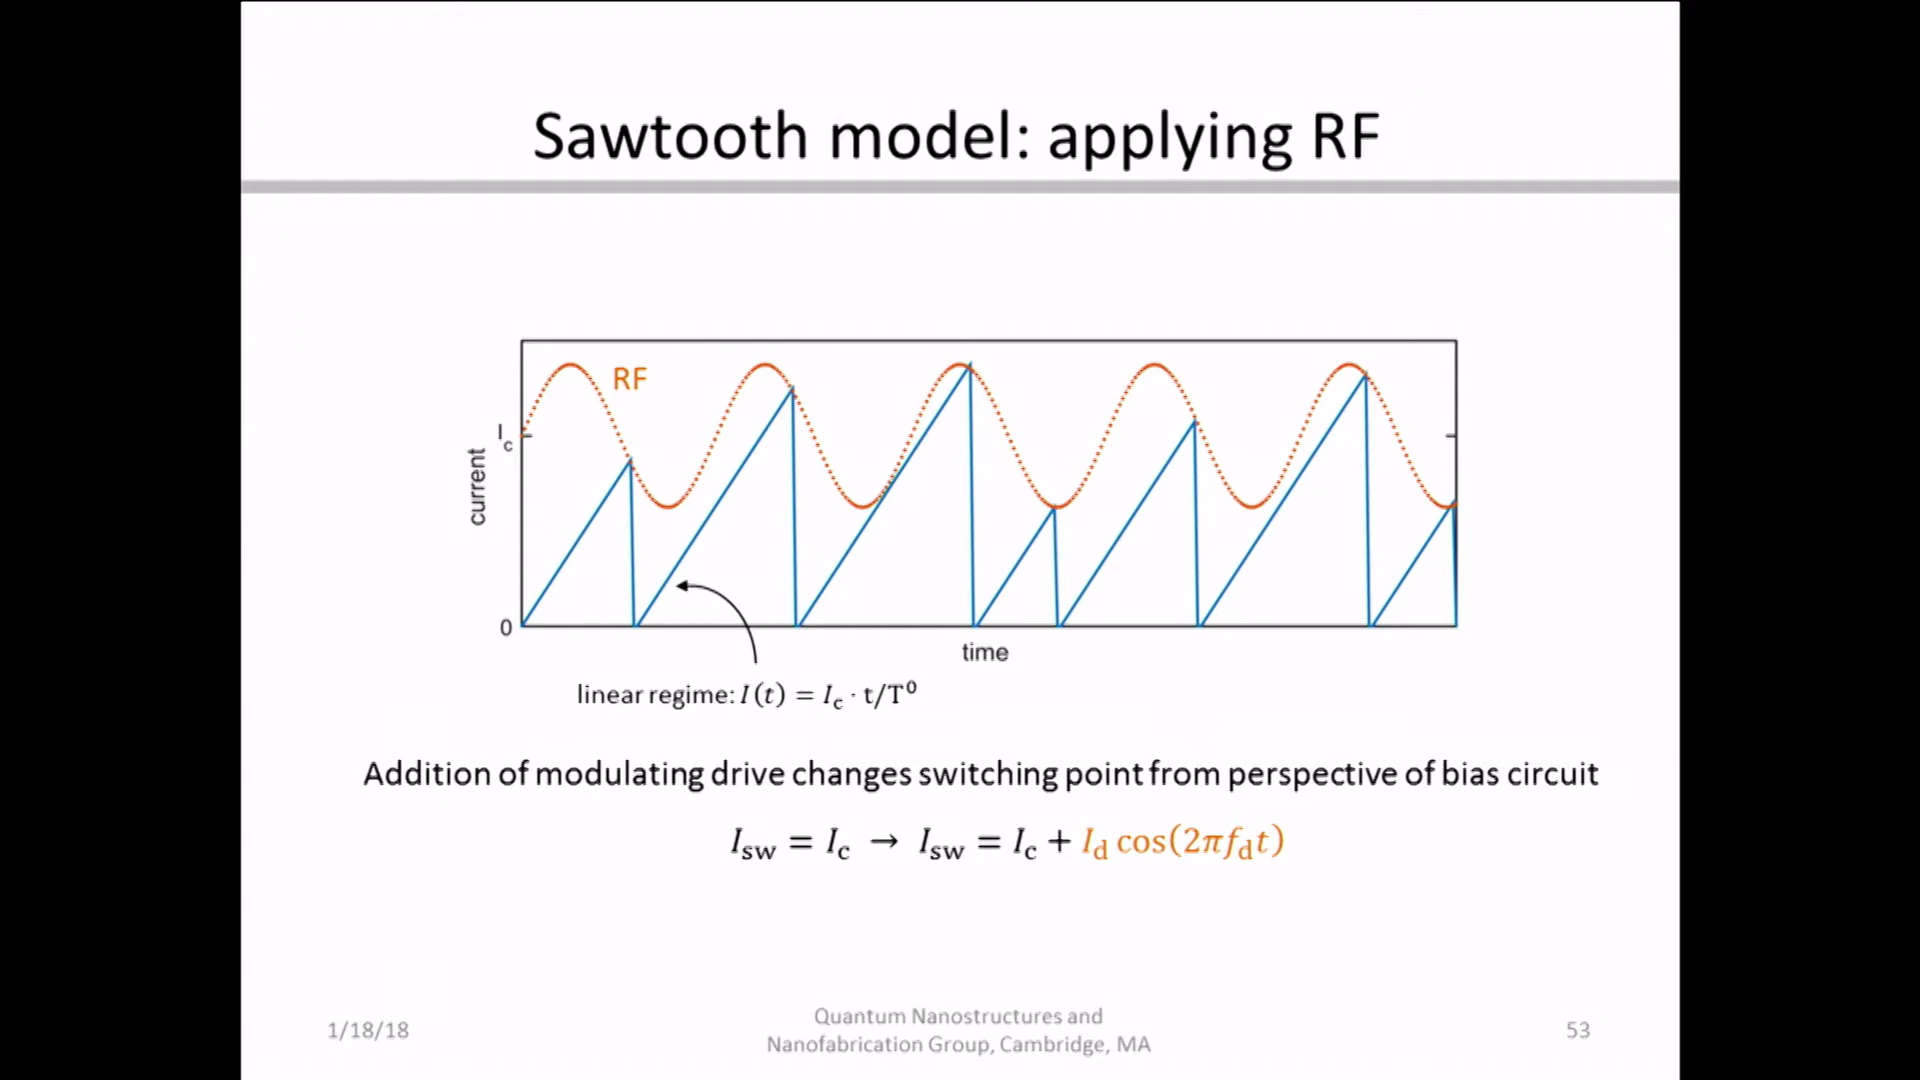 Sawtooth model: applying RF
RF
I_c
current
0
time
linear regime: I(t) = I_c · t/T⁰
Addition of modulating drive changes switching point from perspective of bias circuit
I_sw = I_c → I_sw = I_c + I_d cos(2πf_d t)
1/18/18
Quantum Nanostructures and
Nanofabrication Group, Cambridge, MA
53